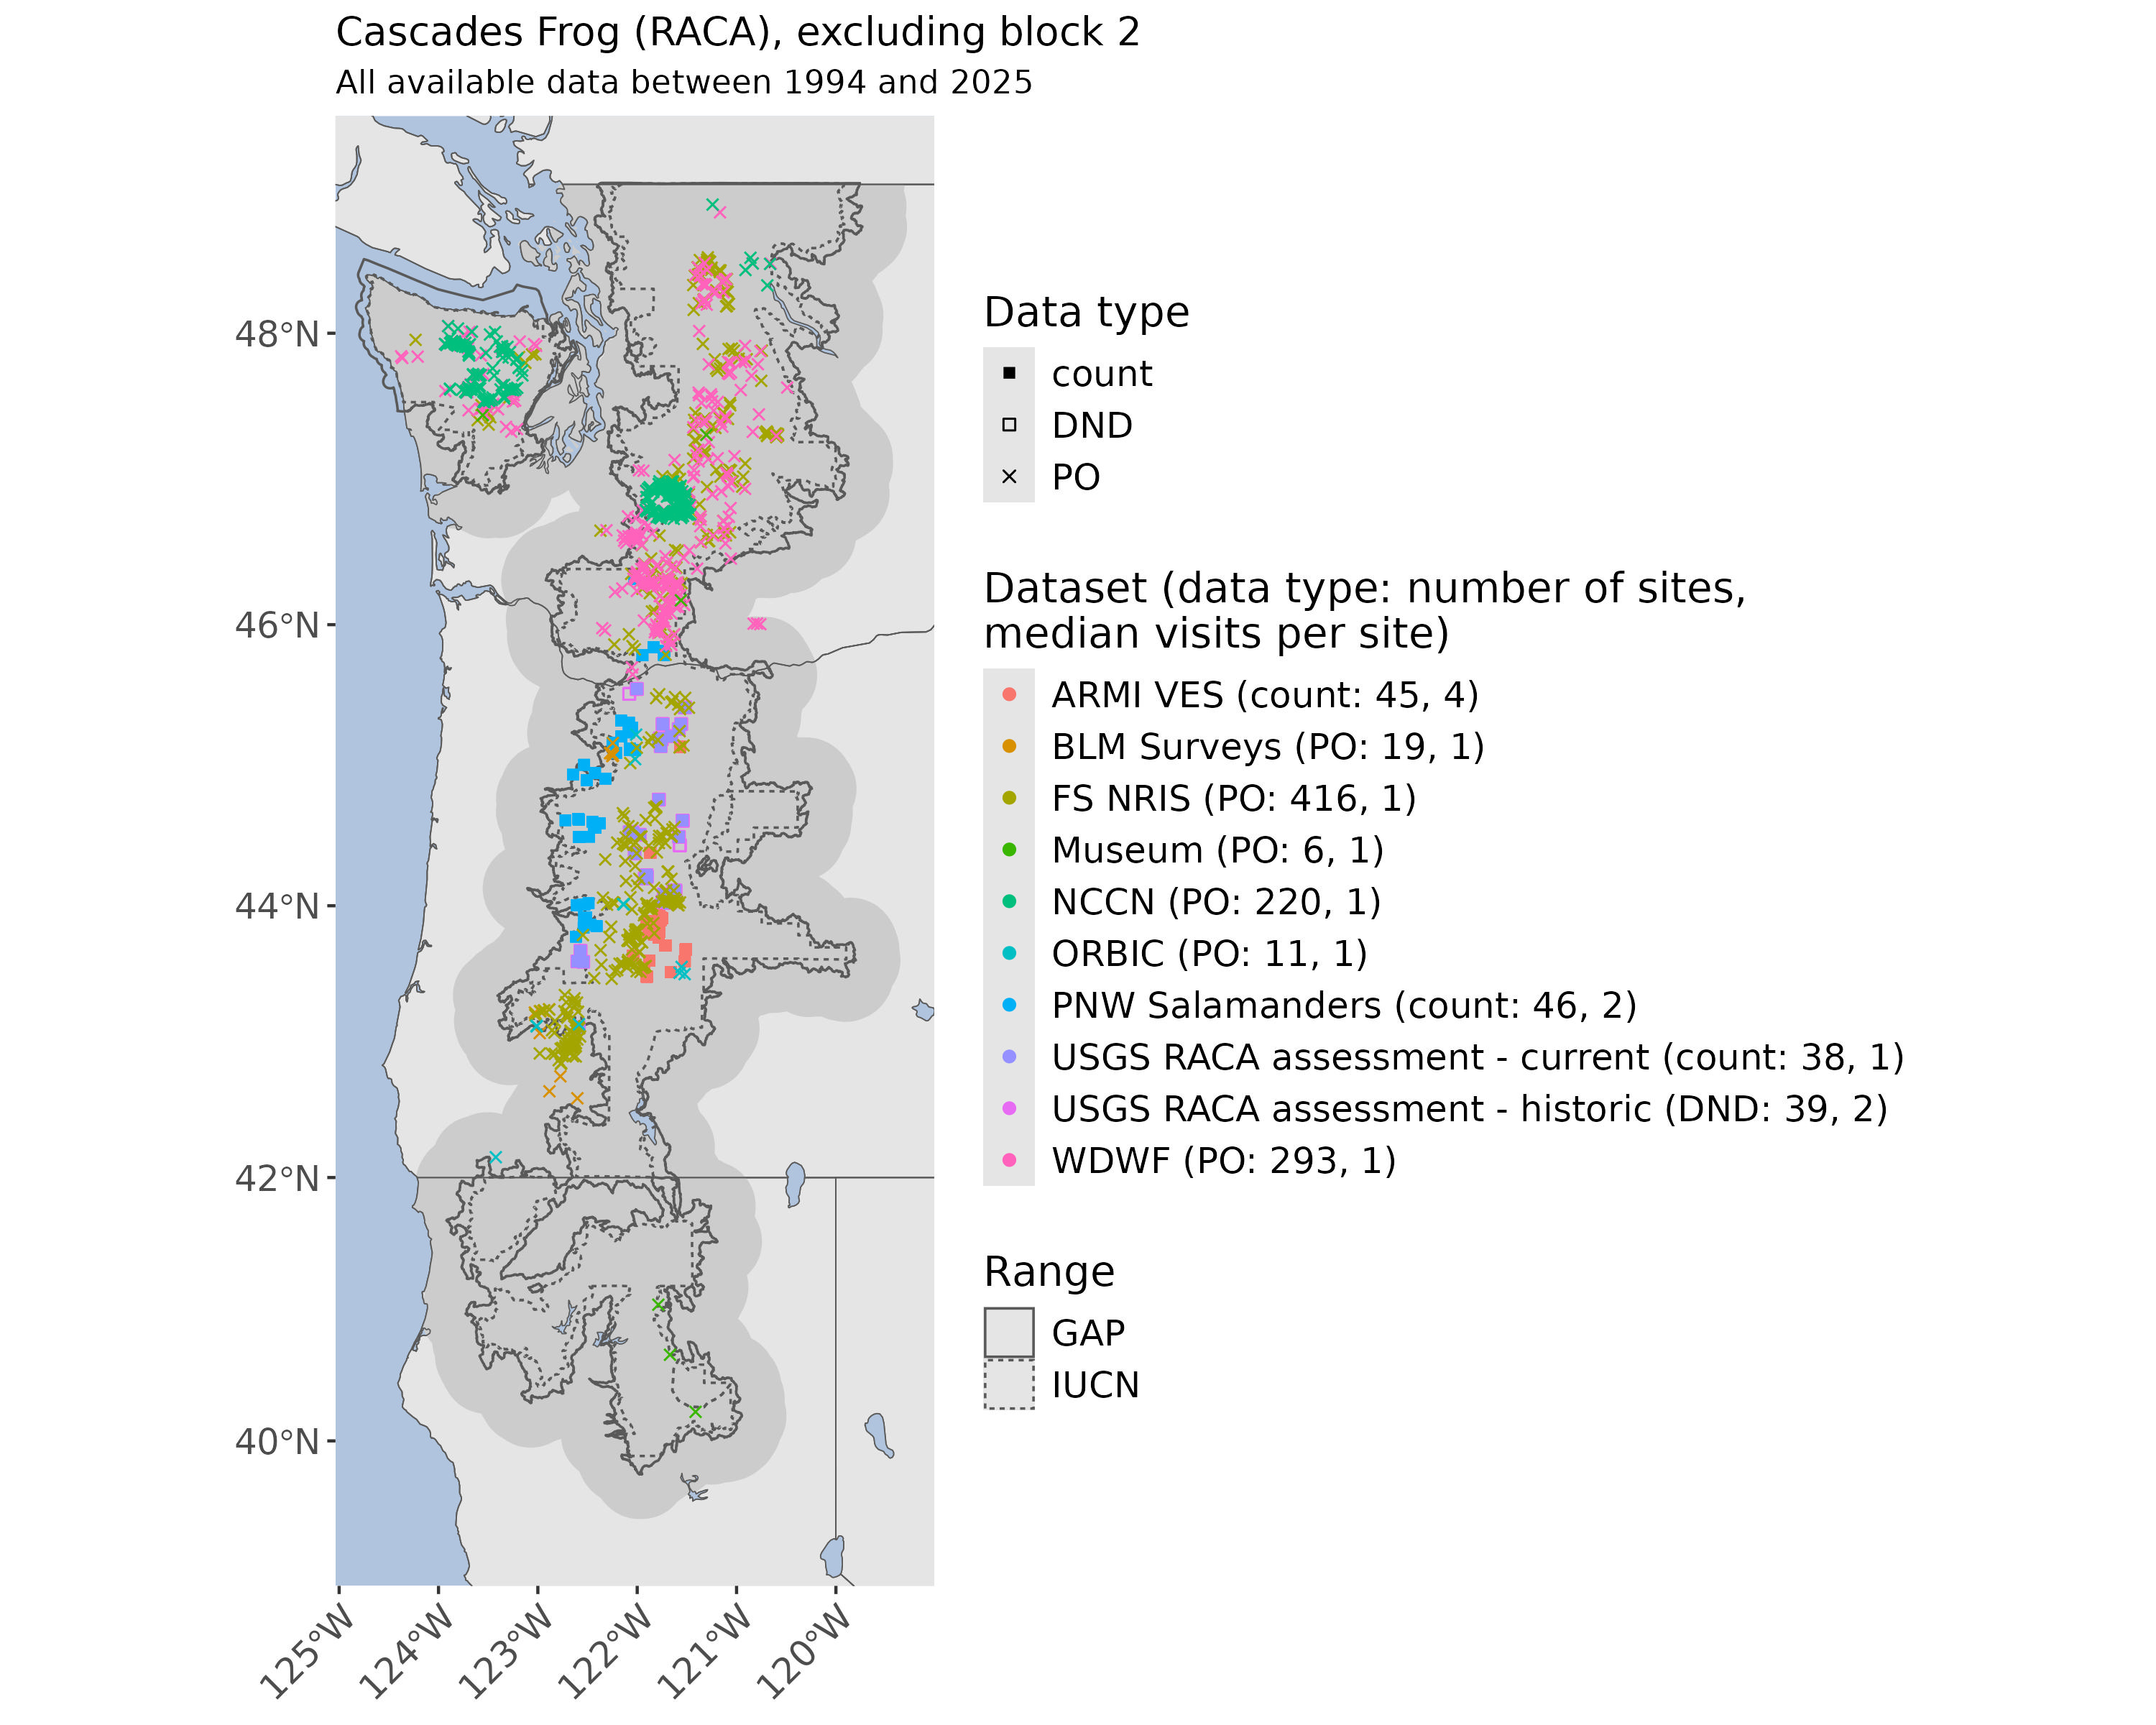 Cascades Frog (RACA), excluding block 2
All available data between 1994 and 2025
48°N
46°N
44°N
42°N
40°N
125°W
124°W
123°W
122°W
121°W
120°W
Data type
count
DND
PO
Dataset (data type: number of sites,
median visits per site)
ARMI VES (count: 45, 4)
BLM Surveys (PO: 19, 1)
FS NRIS (PO: 416, 1)
Museum (PO: 6, 1)
NCCN (PO: 220, 1)
ORBIC (PO: 11, 1)
PNW Salamanders (count: 46, 2)
USGS RACA assessment - current (count: 38, 1)
USGS RACA assessment - historic (DND: 39, 2)
WDWF (PO: 293, 1)
Range
GAP
IUCN